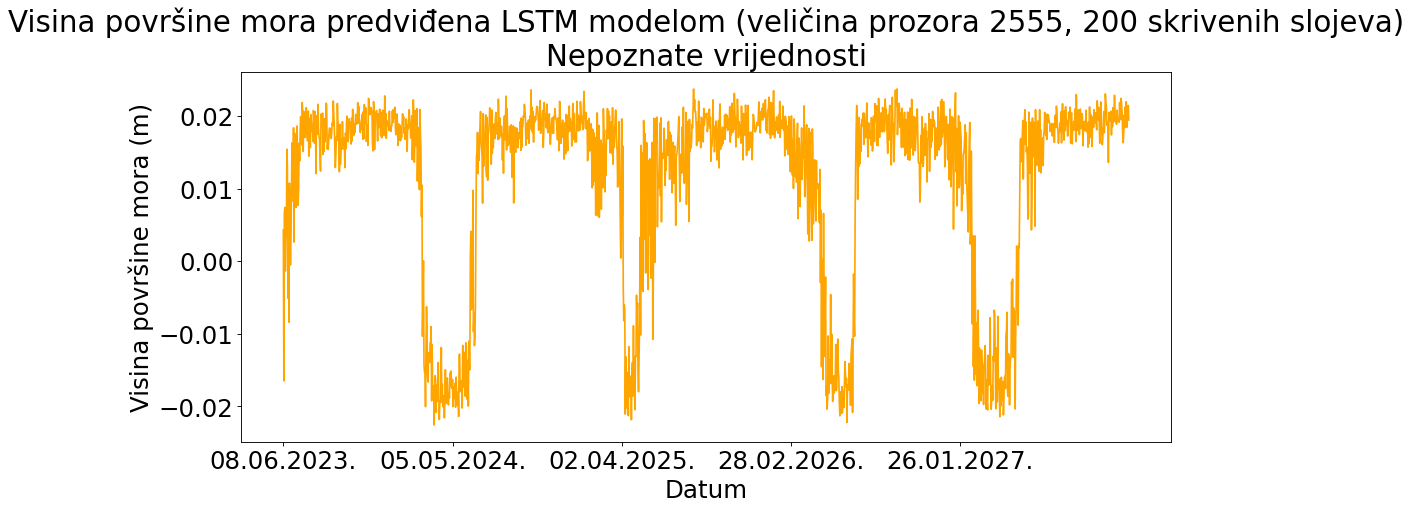 Visina površine mora predviđena LSTM modelom (veličina prozora 2555, 200 skrivenih slojeva)
Nepoznate vrijednosti
Visina površine mora (m)
0.02
0.01
0.00
−0.01
−0.02
08.06.2023.
05.05.2024.
02.04.2025.
28.02.2026.
26.01.2027.
Datum